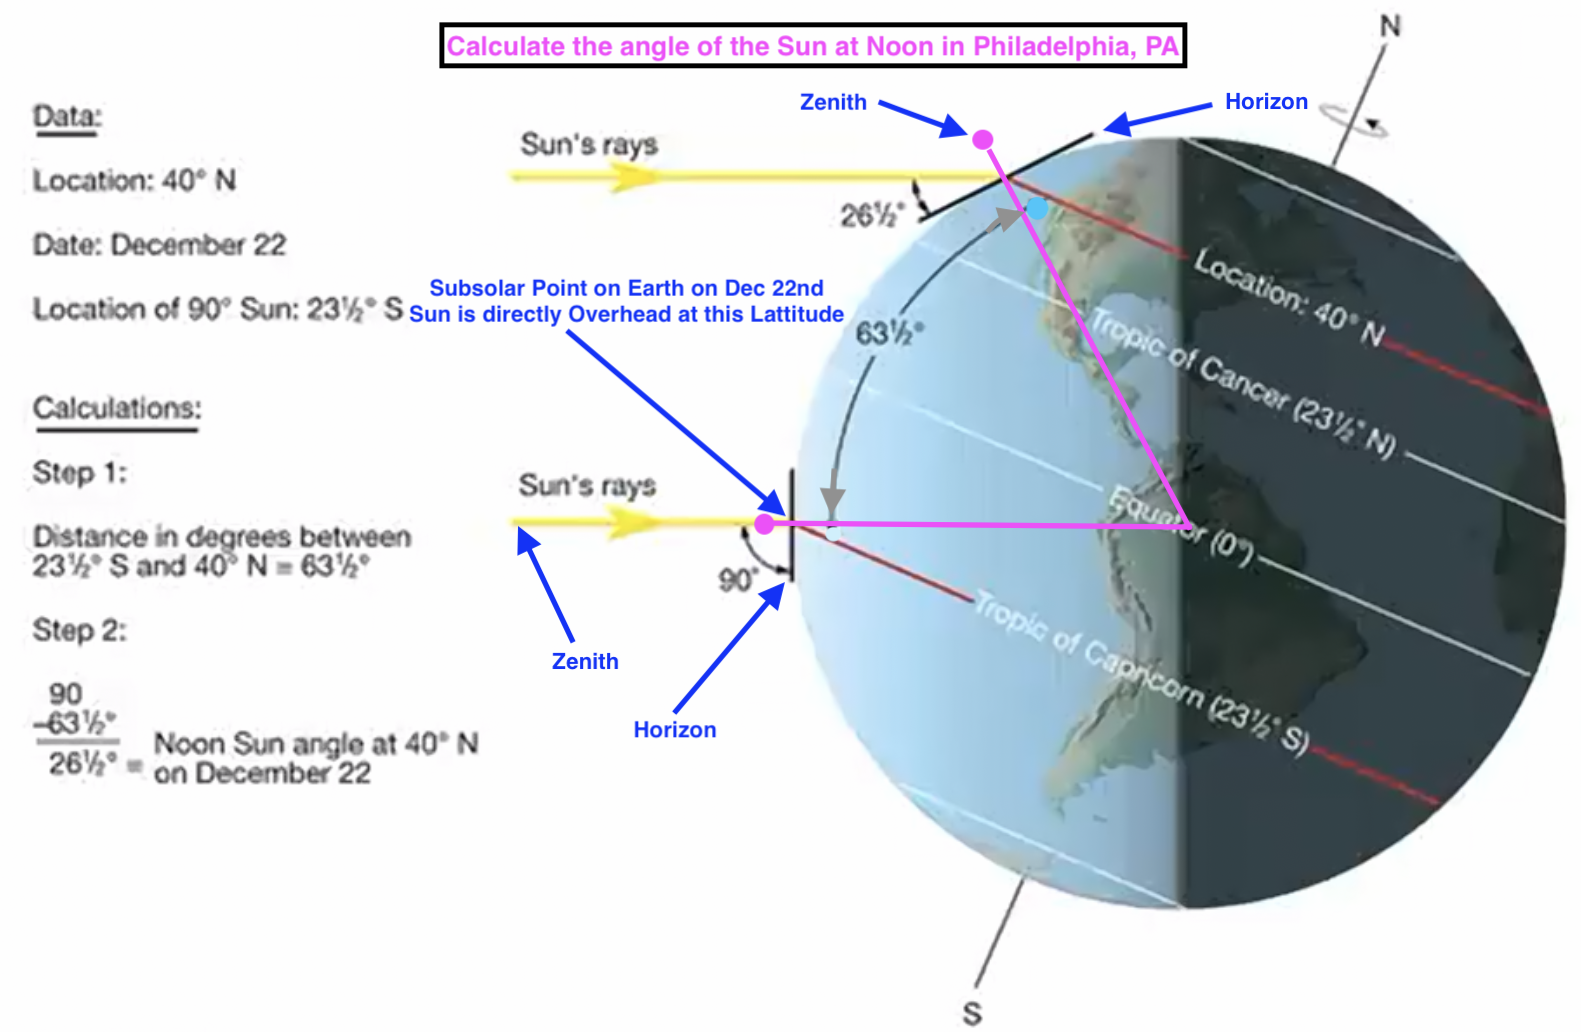 Calculate the angle of the Sun at Noon in Philadelphia, PA
N
Zenith
Horizon
Data:
Sun's rays
Location: 40° N
26½°
Date: December 22
Location: 40° N
Subsolar Point on Earth on Dec 22nd
Location of 90° Sun: 23½° S
Sun is directly Overhead at this Lattitude
63½°
Tropic of Cancer (23½° N)
Calculations:
Step 1:
Sun's rays
Equator (0°)
Distance in degrees between
23½° S and 40° N = 63½°
90°
Step 2:
Tropic of Capricorn (23½° S)
Zenith
90
-63½°
Horizon
26½° = Noon Sun angle at 40° N
on December 22
S